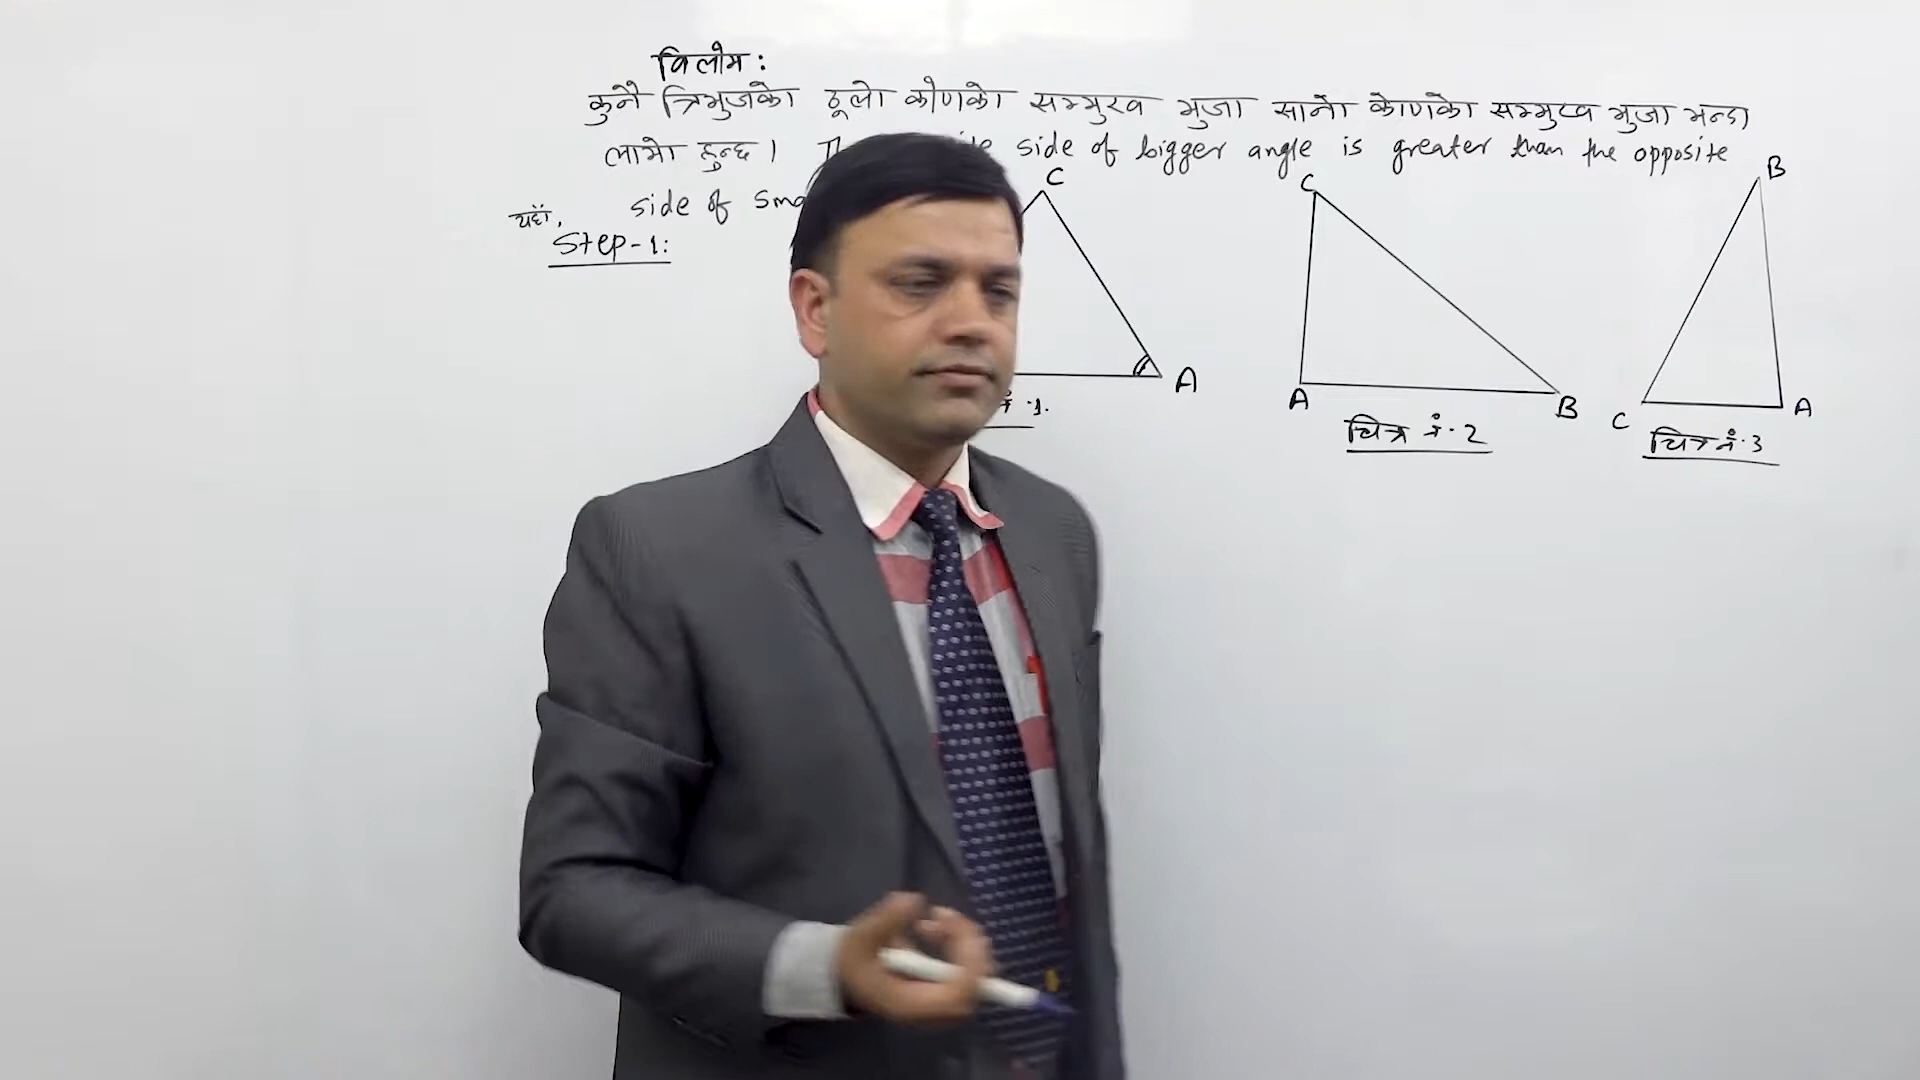 विलोम :
कुनै त्रिभुजको ठूलो कोणको सम्मुख भुजा सानो कोणको सम्मुख भुजा भन्दा
लामो हुन्छ । side of bigger angle is greater than the opposite
side of
यहाँ,
Step-1:
C
A
1.
C
A
B
चित्र नं. 2
B
C
A
चित्र नं. 3